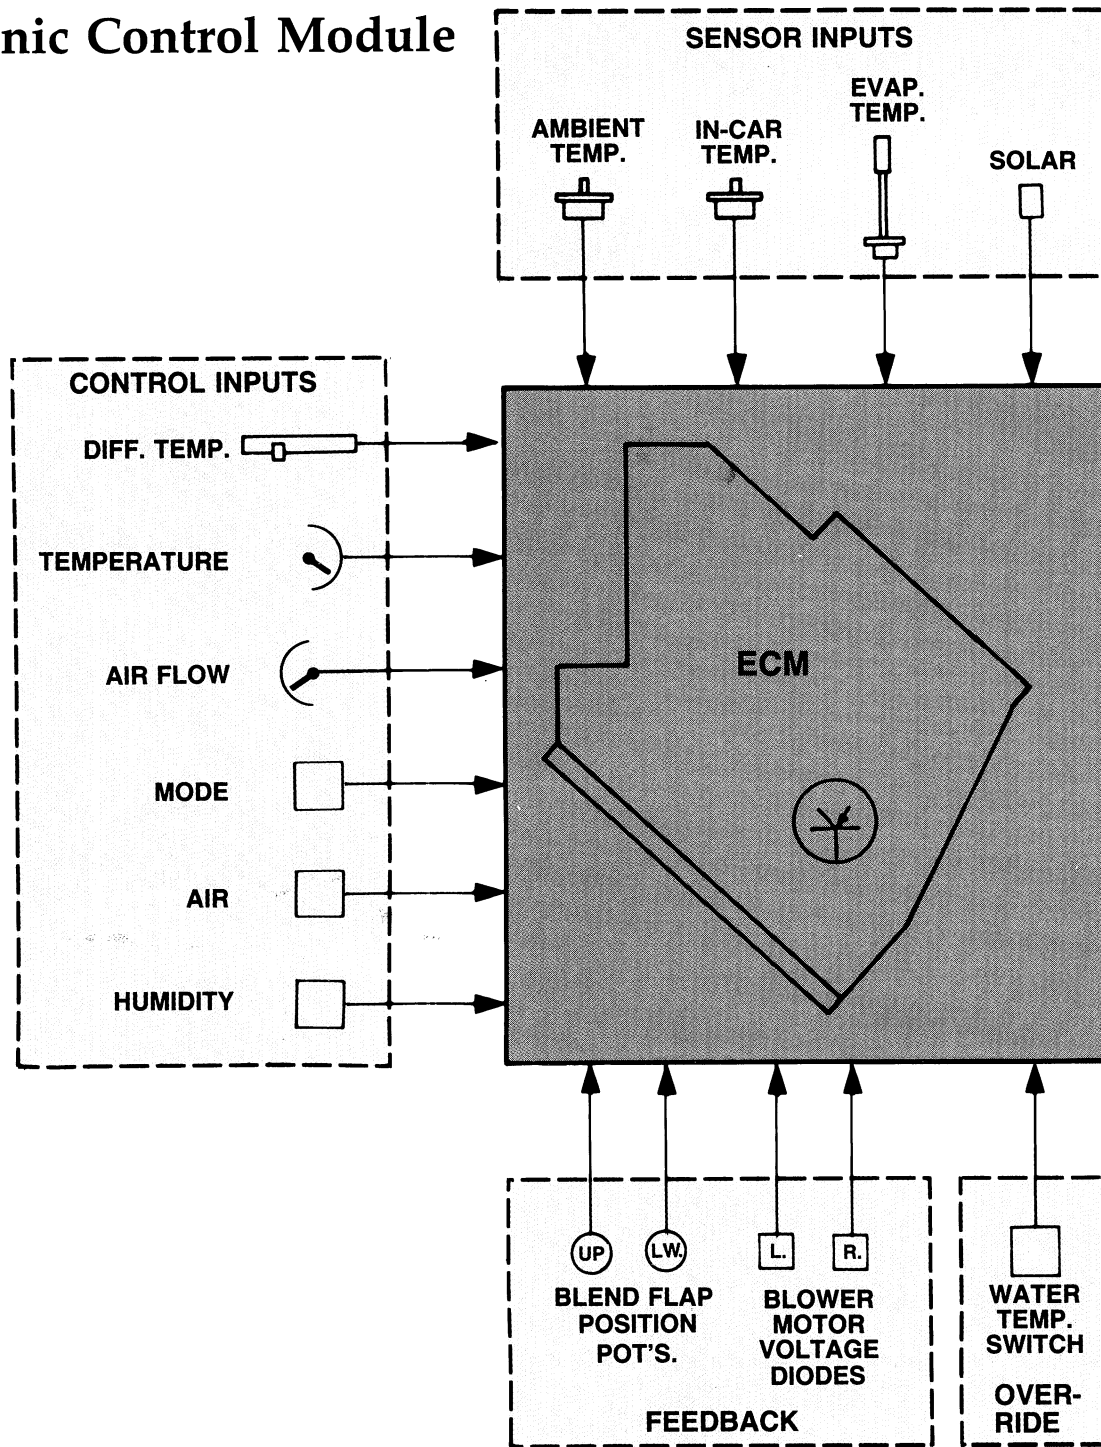 nic Control Module
SENSOR INPUTS
AMBIENT
TEMP.
IN-CAR
TEMP.
EVAP.
TEMP.
SOLAR
CONTROL INPUTS
DIFF. TEMP.
TEMPERATURE
AIR FLOW
MODE
AIR
HUMIDITY
ECM
UP
LW.
BLEND FLAP
POSITION
POT'S.
L.
R.
BLOWER
MOTOR
VOLTAGE
DIODES
FEEDBACK
WATER
TEMP.
SWITCH
OVER-
RIDE